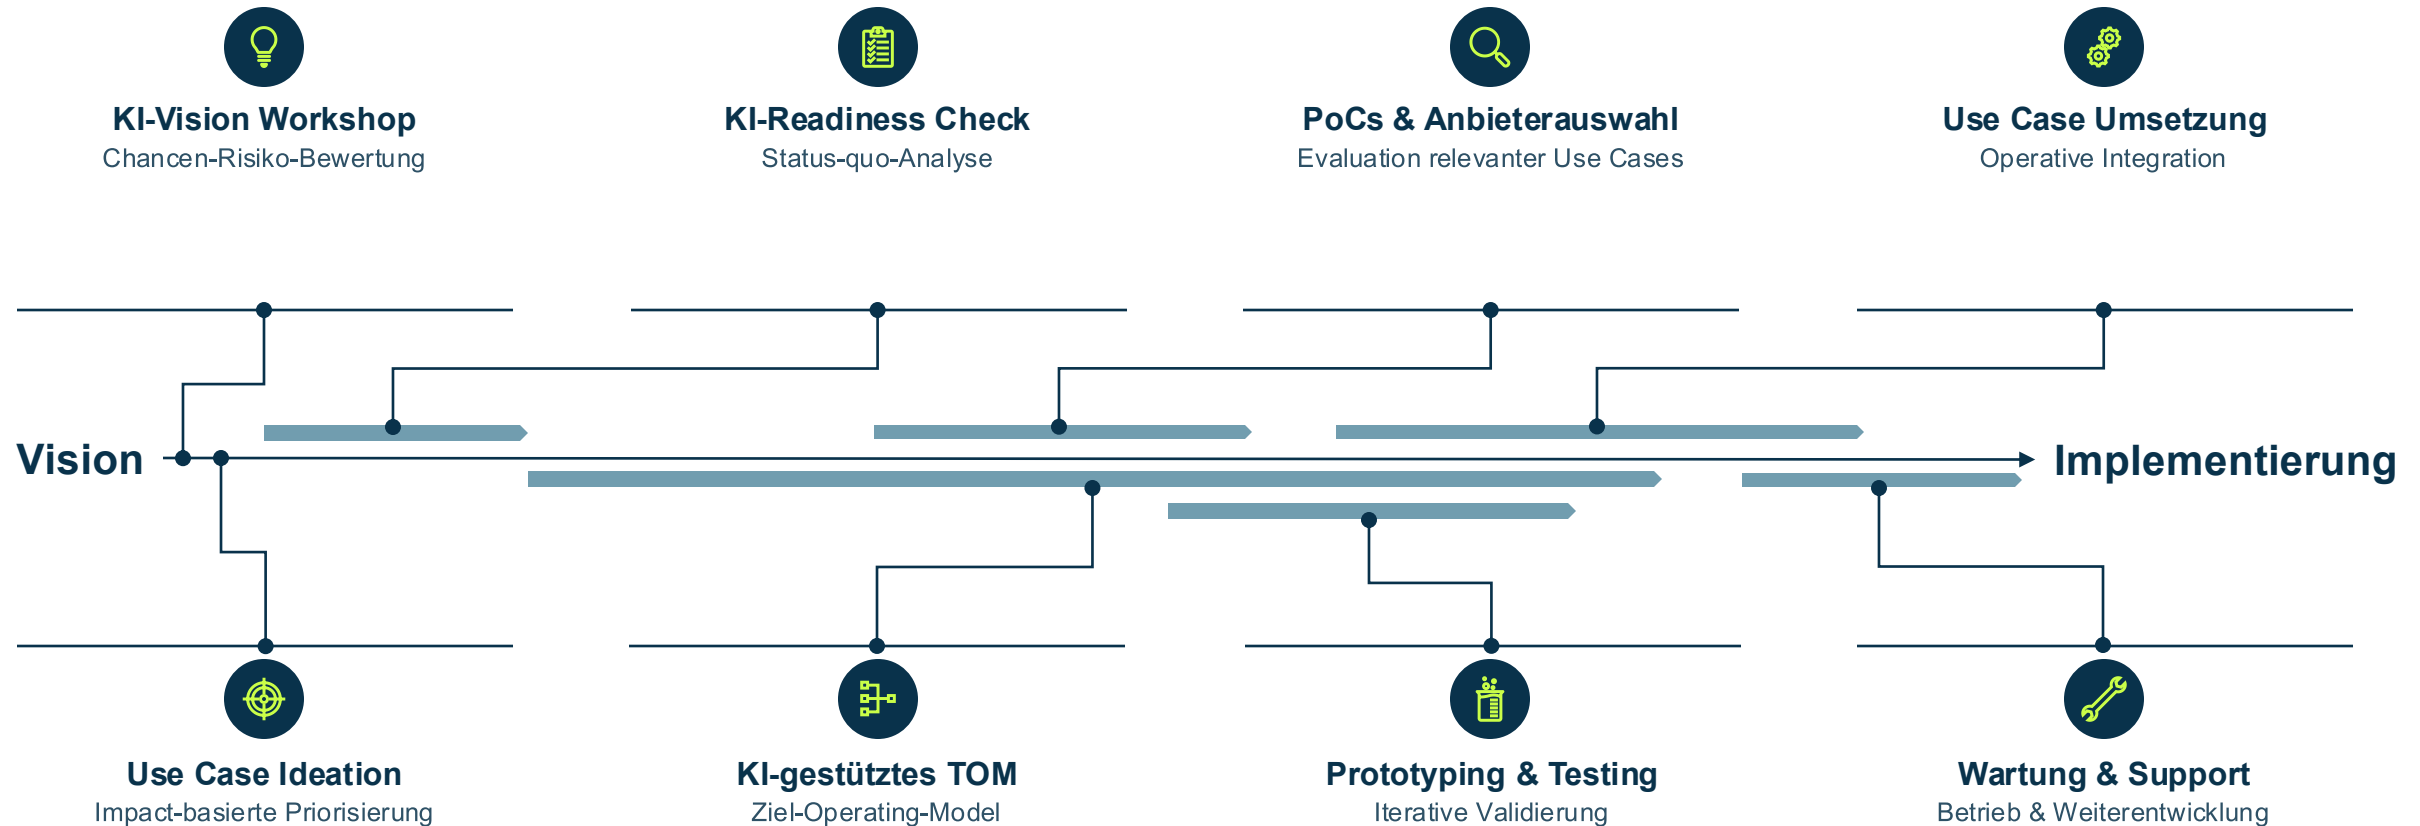 KI-Vision Workshop
Chancen-Risiko-Bewertung
KI-Readiness Check
Status-quo-Analyse
PoCs & Anbieterauswahl
Evaluation relevanter Use Cases
Use Case Umsetzung
Operative Integration
Vision
Implementierung
Use Case Ideation
Impact-basierte Priorisierung
KI-gestütztes TOM
Ziel-Operating-Model
Prototyping & Testing
Iterative Validierung
Wartung & Support
Betrieb & Weiterentwicklung